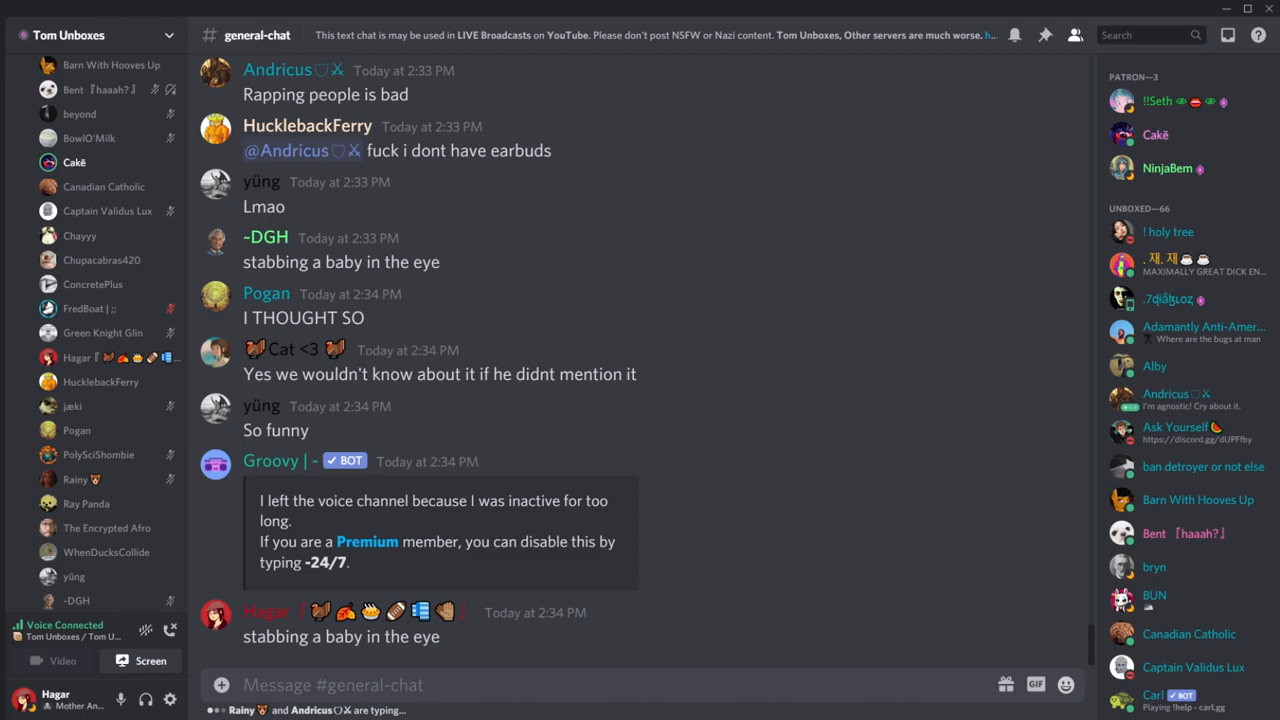 Tom Unboxes
Barn With Hooves Up
Bent『haaah?』
beyond
BowlO'Milk
Cakē
Canadian Catholic
Captain Validus Lux
Chayyy
Chupacabras420
ConcretePlus
FredBoat | ;;
Green Knight Glin
Hagar『🦃🍂🥧🏈...
HucklebackFerry
jæki
Pogan
PolySciShombie
Rainy🐻
Ray Panda
The Encrypted Afro
WhenDucksCollide
yüng
~DGH
Voice Connected
Tom Unboxes / Tom U...
Video
Screen
Hagar
Mother An...
# general-chat
This text chat is may be used in LIVE Broadcasts on YouTube. Please don't post NSFW or Nazi content. Tom Unboxes, Other servers are much worse. h...
Search
Andricus🛡⚔ Today at 2:33 PM
Rapping people is bad
HucklebackFerry Today at 2:33 PM
@Andricus🛡⚔ fuck i dont have earbuds
yüng Today at 2:33 PM
Lmao
~DGH Today at 2:33 PM
stabbing a baby in the eye
Pogan Today at 2:34 PM
I THOUGHT SO
🦃Cat <3 🦃 Today at 2:34 PM
Yes we wouldn't know about it if he didnt mention it
yüng Today at 2:34 PM
So funny
Groovy | - ✓ BOT Today at 2:34 PM
I left the voice channel because I was inactive for too
long.
If you are a Premium member, you can disable this by
typing -24/7.
Hagar Today at 2:34 PM
stabbing a baby in the eye
Message #general-chat
GIF
Rainy🐻 and Andricus🛡⚔ are typing...
PATRON—3
!!Seth 👁👄👁
Cakē
NinjaBem
UNBOXED—66
! holy tree
. 재. 재☕☕
MAXIMALLY GREAT DICK EN...
Adamantly Anti-Amer...
Where are the bugs at man
Alby
Andricus🛡⚔
I'm agnostic! Cry about it.
Ask Yourself🍉
https://discord.gg/dUPFfby
ban detroyer or not else
Barn With Hooves Up
Bent『haaah?』
bryn
BUN
Canadian Catholic
Captain Validus Lux
Carl ✓ BOT
Playing !help - carl.gg